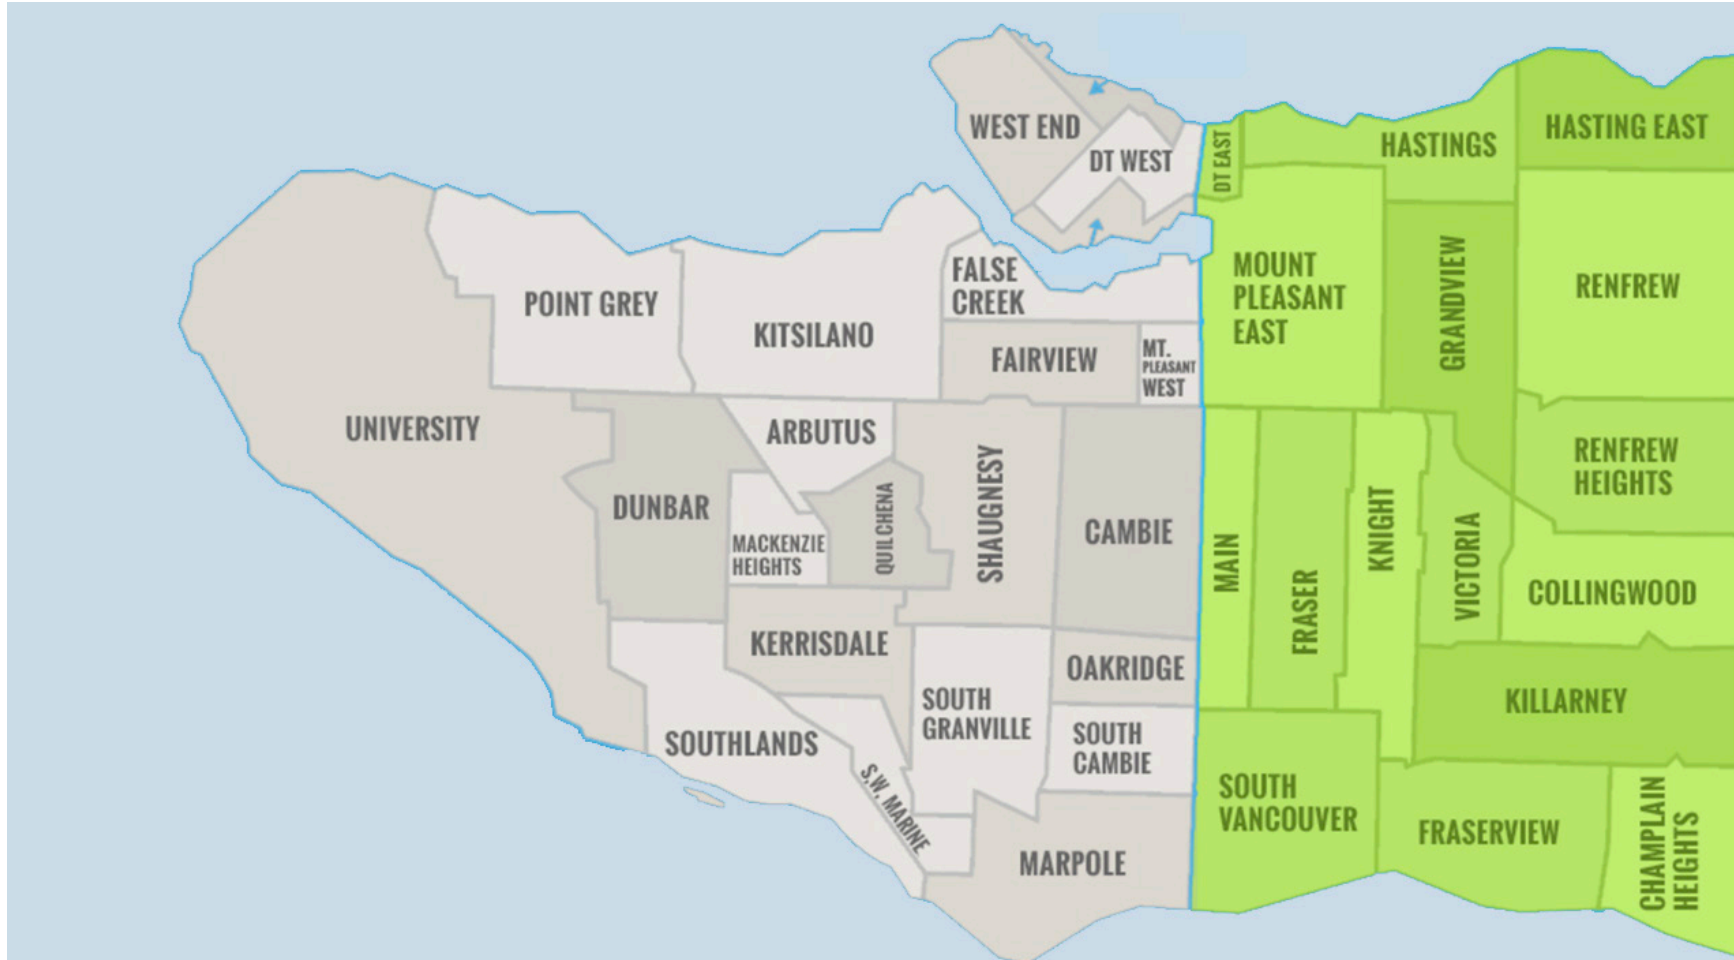 WEST END
DT WEST
DT EAST
HASTINGS
HASTING EAST
POINT GREY
KITSILANO
FALSE
CREEK
FAIRVIEW
MT.
PLEASANT
WEST
MOUNT
PLEASANT
EAST
GRANDVIEW
RENFREW
UNIVERSITY
DUNBAR
ARBUTUS
MACKENZIE
HEIGHTS
QUILCHENA
SHAUGNESY
CAMBIE
MAIN
FRASER
KNIGHT
VICTORIA
RENFREW
HEIGHTS
COLLINGWOOD
KERRISDALE
OAKRIDGE
SOUTH
GRANVILLE
SOUTH
CAMBIE
KILLARNEY
SOUTHLANDS
S.W. MARINE
MARPOLE
SOUTH
VANCOUVER
FRASERVIEW
CHAMPLAIN
HEIGHTS